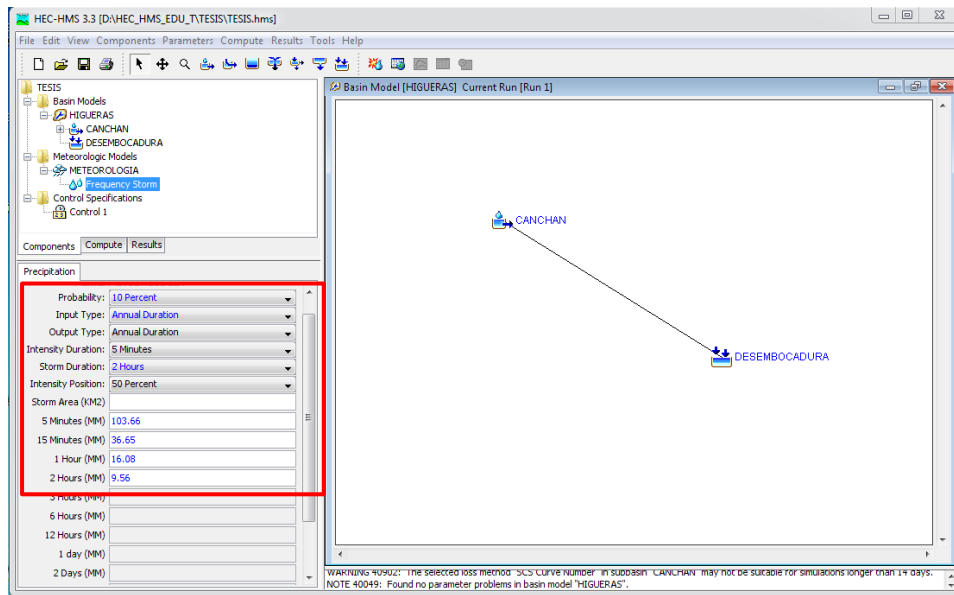 HEC-HMS 3.3 [D:\HEC_HMS_EDU_T\TESIS\TESIS.hms]
File Edit View Components Parameters Compute Results Tools Help
TESIS
Basin Models
HIGUERAS
CANCHAN
DESEMBOCADURA
Meteorologic Models
METEOROLOGIA
Frequency Storm
Control Specifications
Control 1
Components Compute Results
Precipitation
Probability: 10 Percent
Input Type: Annual Duration
Output Type: Annual Duration
Intensity Duration: 5 Minutes
Storm Duration: 2 Hours
Intensity Position: 50 Percent
Storm Area (KM2)
5 Minutes (MM) 103.66
15 Minutes (MM) 36.65
1 Hour (MM) 16.08
2 Hours (MM) 9.56
3 Hours (MM)
6 Hours (MM)
12 Hours (MM)
1 day (MM)
2 Days (MM)
Basin Model [HIGUERAS] Current Run [Run 1]
CANCHAN
DESEMBOCADURA
WARNING 40902: The selected loss method "SCS Curve Number" in subbasin "CANCHAN" may not be suitable for simulations longer than 14 days.
NOTE 40049: Found no parameter problems in basin model "HIGUERAS".